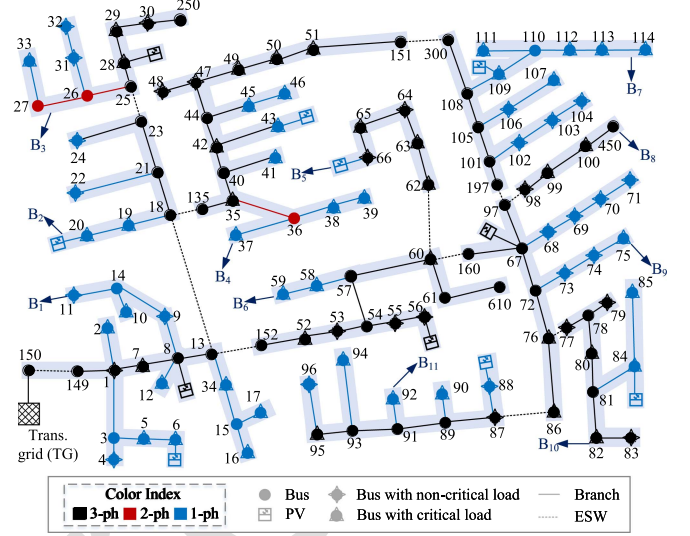 32 29 30 250
33 51
28 49 50 151 300 111 110 112 113 114
31 48 47
27 26 25 46 64 109 107 B7
45 65 108
B3 23 44 43 106 104
24 42 63 105 103 450
B5 66 102 100 B8
22 21 40 41 101 99
B2 62 197 98
20 19 18 135 35 39 97 71
38 70
37 36 69
B4 60 160 67 68 75 B9
59 58 74
B1 14 B6 57 61 610 72 73 85
11 10 9 56 79
2 52 53 54 55 76 77 78
150 7 8 13 152 94 B11 80 84
149 1 12 34 96 92 90 88 81
17
Trans.
grid (TG)
3 5 6 15 95 93 91 89 87 86 B10
4 16 82 83
Color Index
3-ph 2-ph 1-ph
Bus Bus with non-critical load Branch
PV Bus with critical load ESW